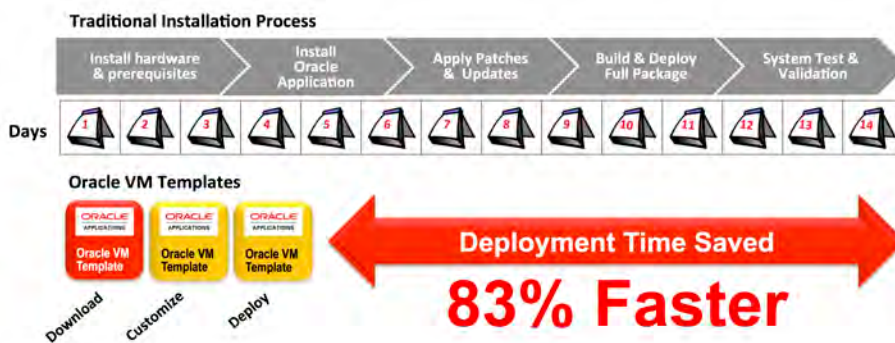 Traditional Installation Process
Install hardware
& prerequisites
Install
Oracle
Application
Apply Patches
& Updates
Build & Deploy
Full Package
System Test &
Validation
Days
1 2 3 4 5 6 7 8 9 10 11 12 13 14
Oracle VM Templates
ORACLE
APPLICATIONS
Oracle VM
Template
ORACLE
APPLICATIONS
Oracle VM
Template
ORACLE
APPLICATIONS
Oracle VM
Template
Download
Customize
Deploy
Deployment Time Saved
83% Faster